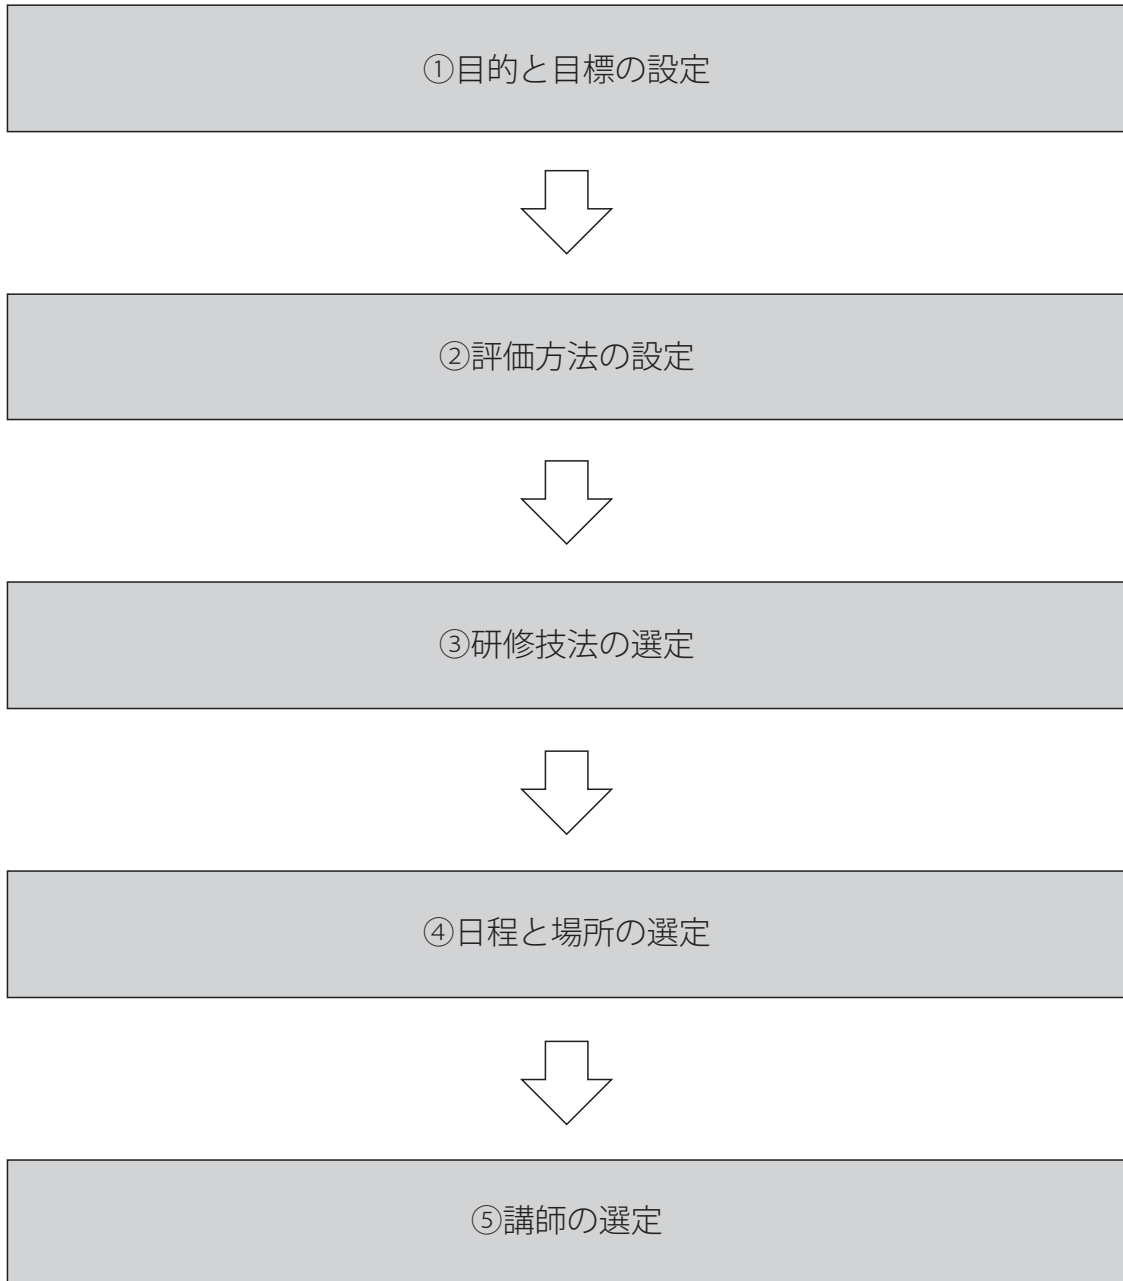 ①目的と目標の設定
②評価方法の設定
③研修技法の選定
④日程と場所の選定
⑤講師の選定